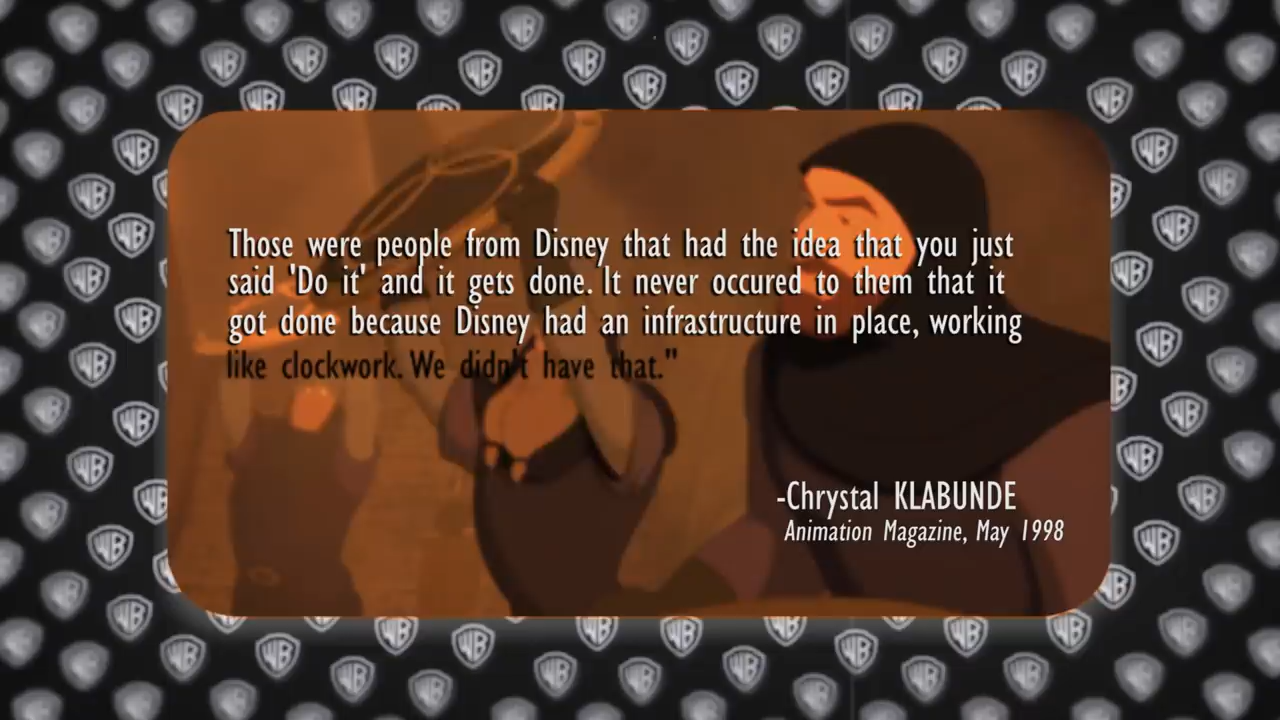 Those were people from Disney that had the idea that you just
said 'Do it' and it gets done. It never occured to them that it
got done because Disney had an infrastructure in place, working
like clockwork. We didn't have that."
-Chrystal KLABUNDE
Animation Magazine, May 1998